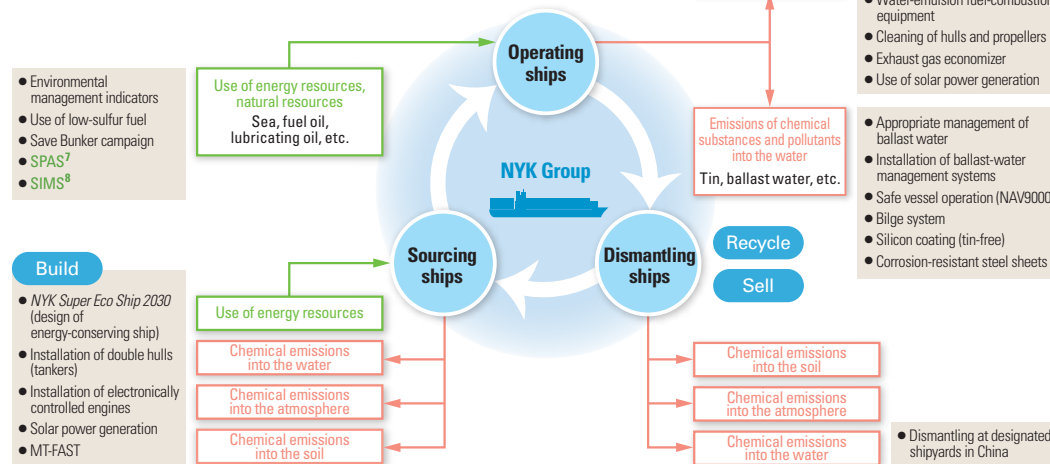 ● Water-emulsion fuel-combustion
equipment
● Cleaning of hulls and propellers
● Exhaust gas economizer
● Use of solar power generation
Operating
ships
● Environmental
management indicators
● Use of low-sulfur fuel
● Save Bunker campaign
● SPAS7
● SIMS8
Use of energy resources,
natural resources
Sea, fuel oil,
lubricating oil, etc.
Emissions of chemical
substances and pollutants
into the water
Tin, ballast water, etc.
● Appropriate management of
ballast water
● Installation of ballast-water
management systems
● Safe vessel operation (NAV9000)
● Bilge system
● Silicon coating (tin-free)
● Corrosion-resistant steel sheets
NYK Group
Sourcing
ships
Dismantling
ships
Recycle
Sell
Build
● NYK Super Eco Ship 2030
(design of
energy-conserving ship)
● Installation of double hulls
(tankers)
● Installation of electronically
controlled engines
● Solar power generation
● MT-FAST
Use of energy resources
Chemical emissions
into the water
Chemical emissions
into the atmosphere
Chemical emissions
into the soil
Chemical emissions
into the soil
Chemical emissions
into the atmosphere
Chemical emissions
into the water
● Dismantling at designated
shipyards in China